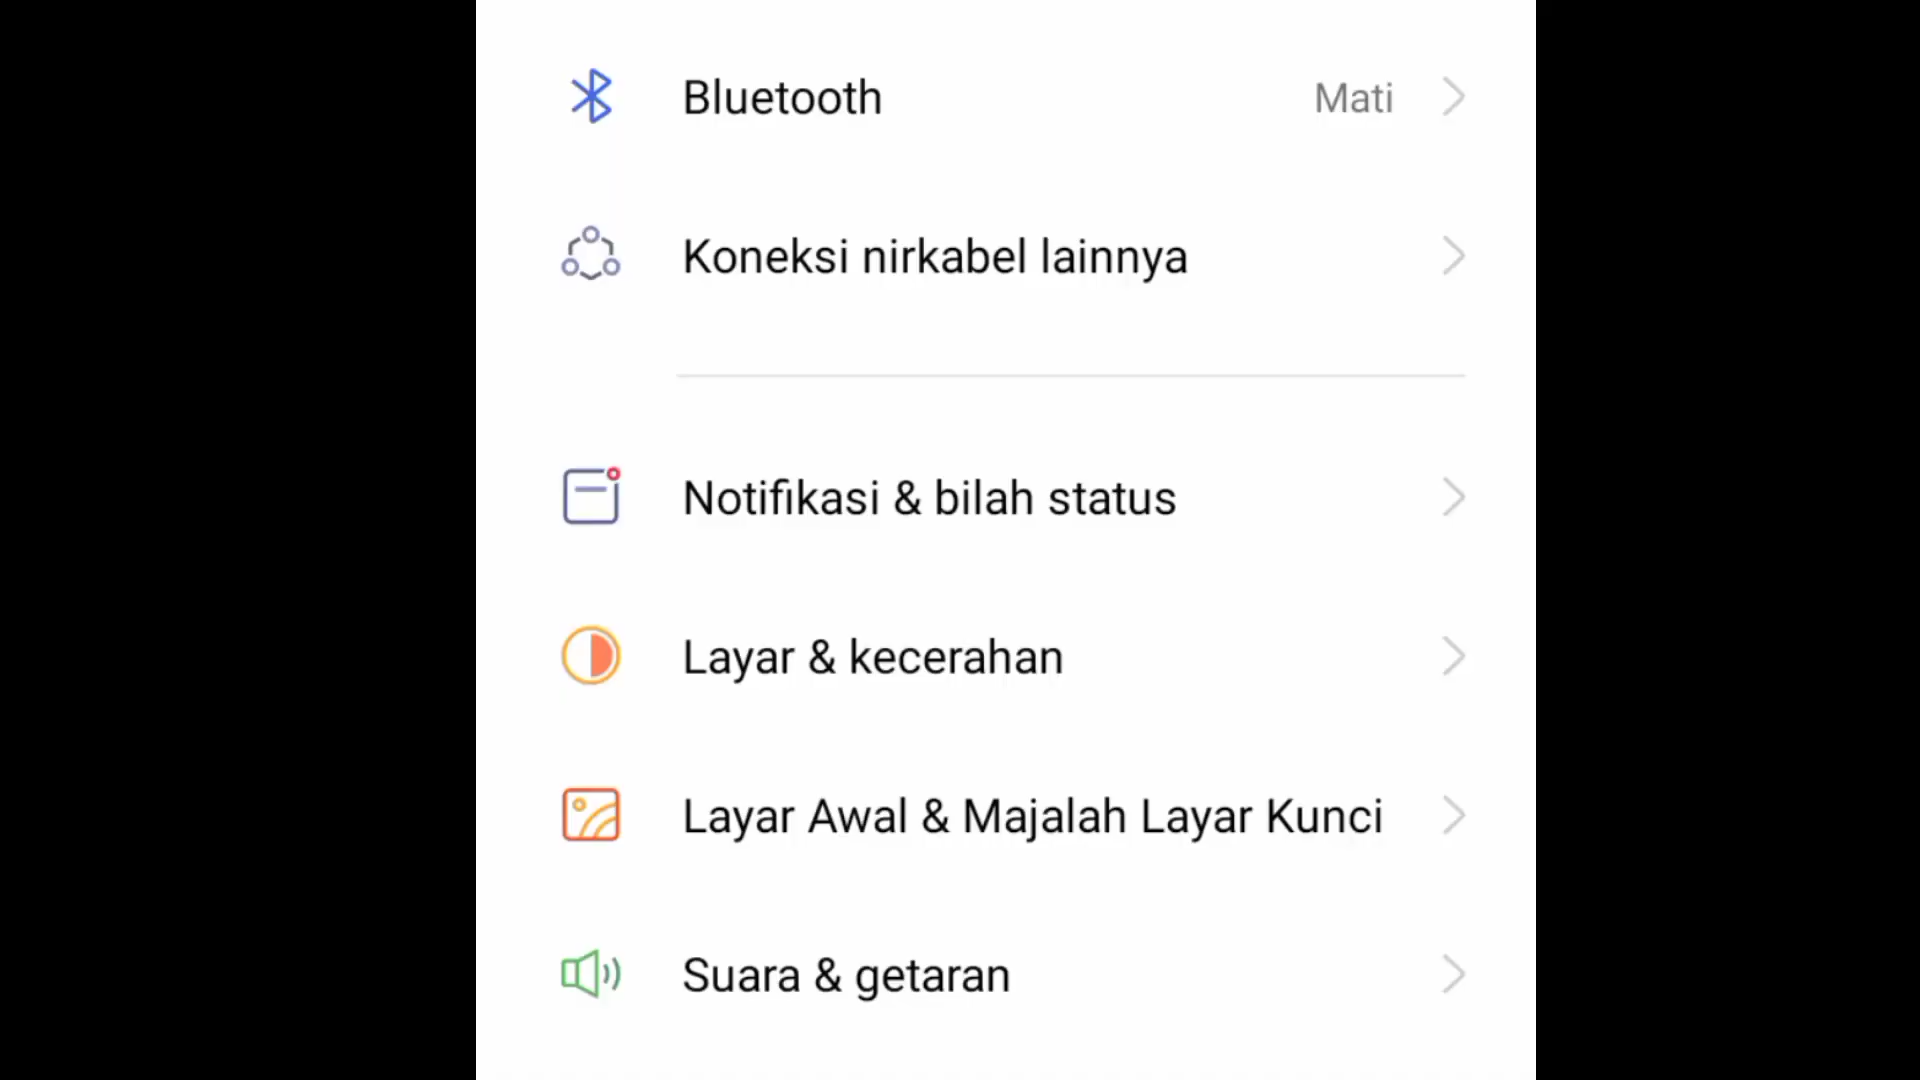 Bluetooth Mati
Koneksi nirkabel lainnya
Notifikasi & bilah status
Layar & kecerahan
Layar Awal & Majalah Layar Kunci
Suara & getaran